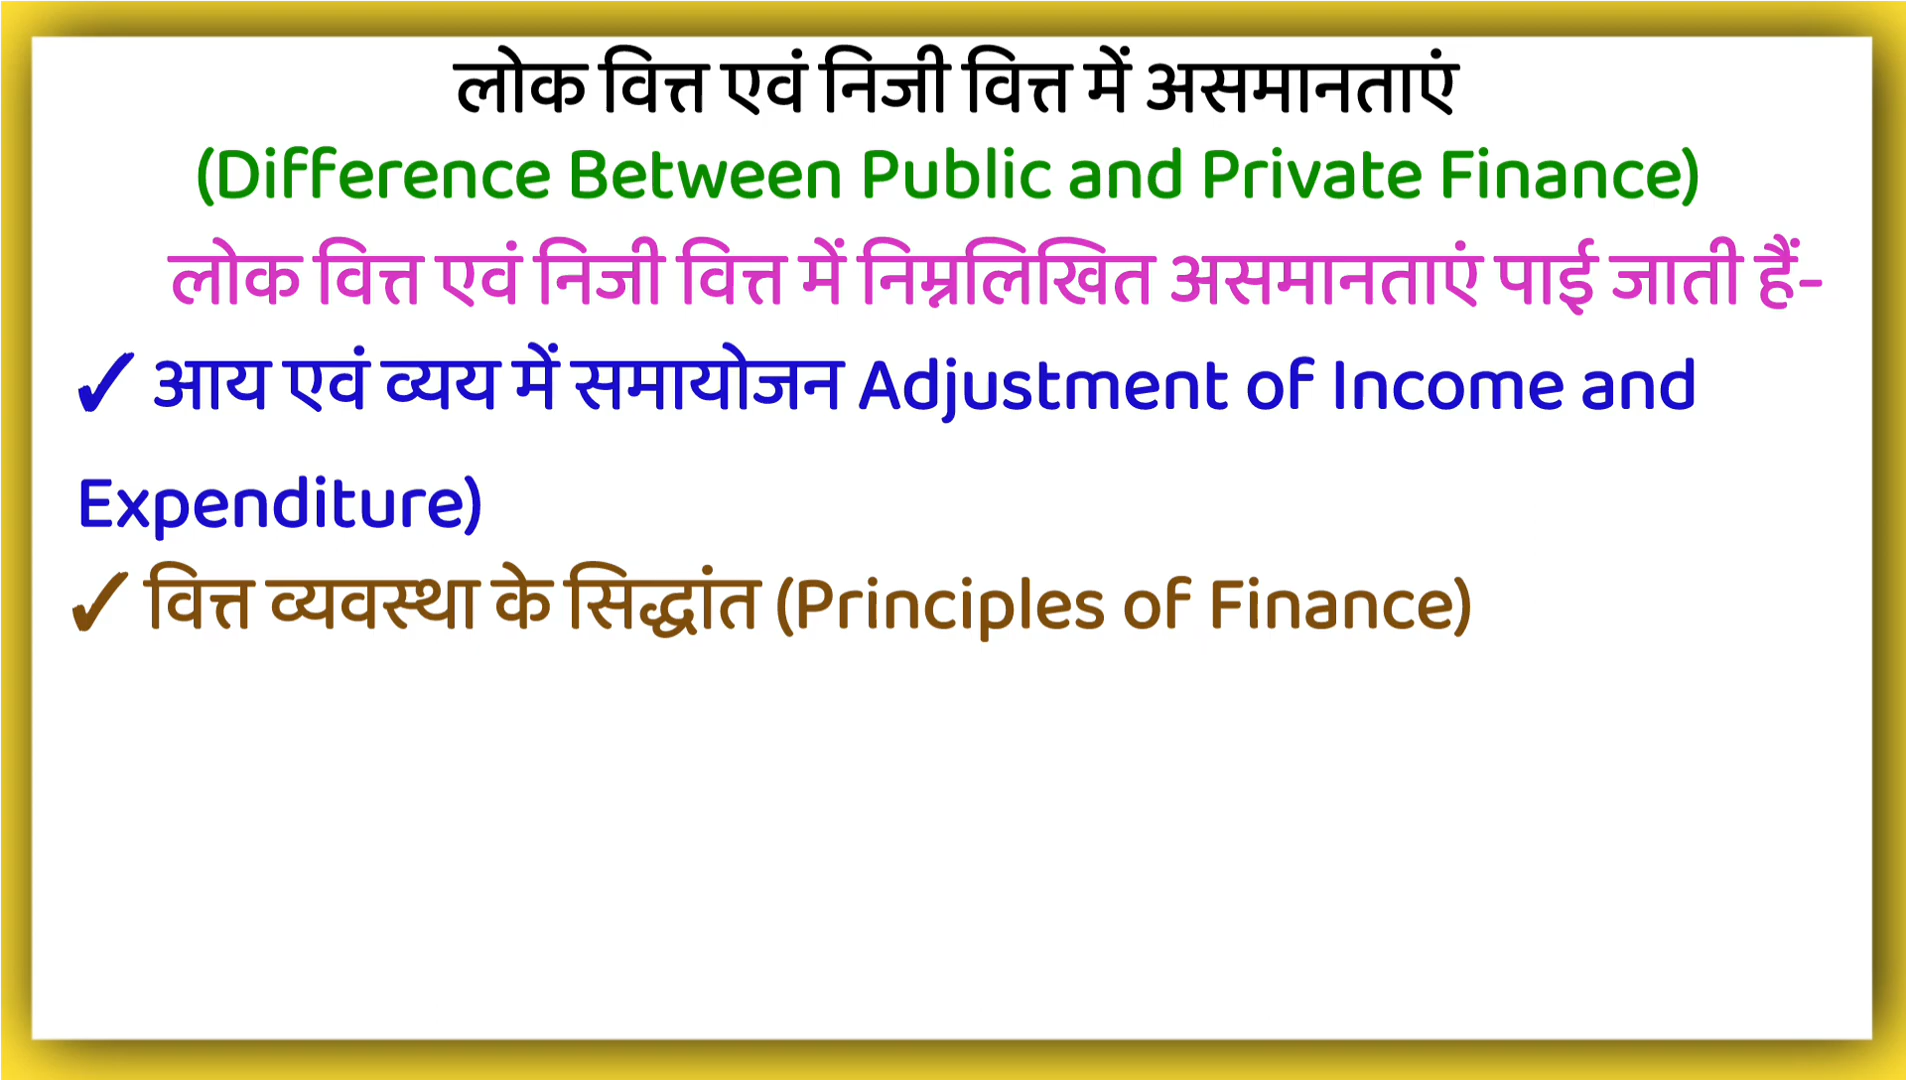 लोक वित्त एवं निजी वित्त में असमानताएं
(Difference Between Public and Private Finance)
लोक वित्त एवं निजी वित्त में निम्नलिखित असमानताएं पाई जाती हैं-
✓ आय एवं व्यय में समायोजन Adjustment of Income and
Expenditure)
✓ वित्त व्यवस्था के सिद्धांत (Principles of Finance)